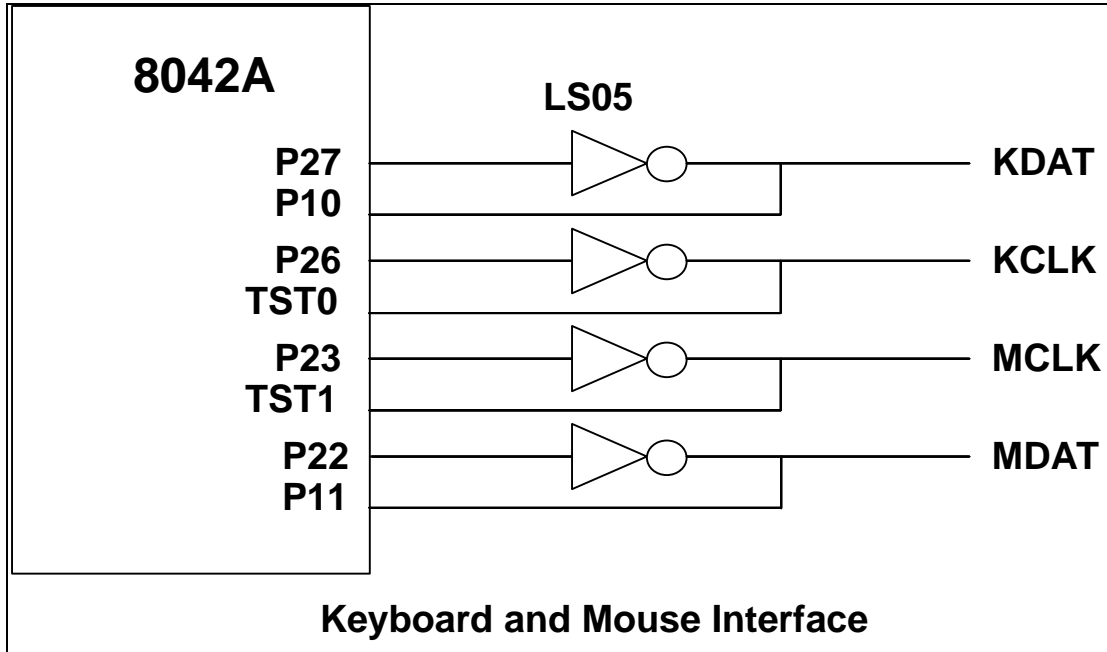 8042A
LS05
P27
KDAT
P10
P26
KCLK
TST0
P23
MCLK
TST1
P22
MDAT
P11
Keyboard and Mouse Interface